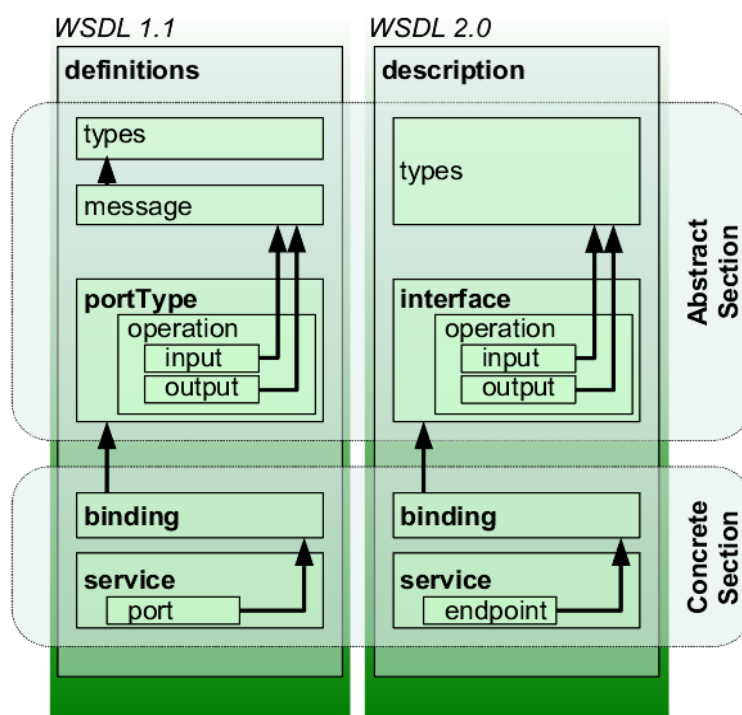 WSDL 1.1
definitions
types
message
portType
operation
input
output
binding
service
port
WSDL 2.0
description
types
interface
operation
input
output
binding
service
endpoint
Abstract
Section
Concrete
Section